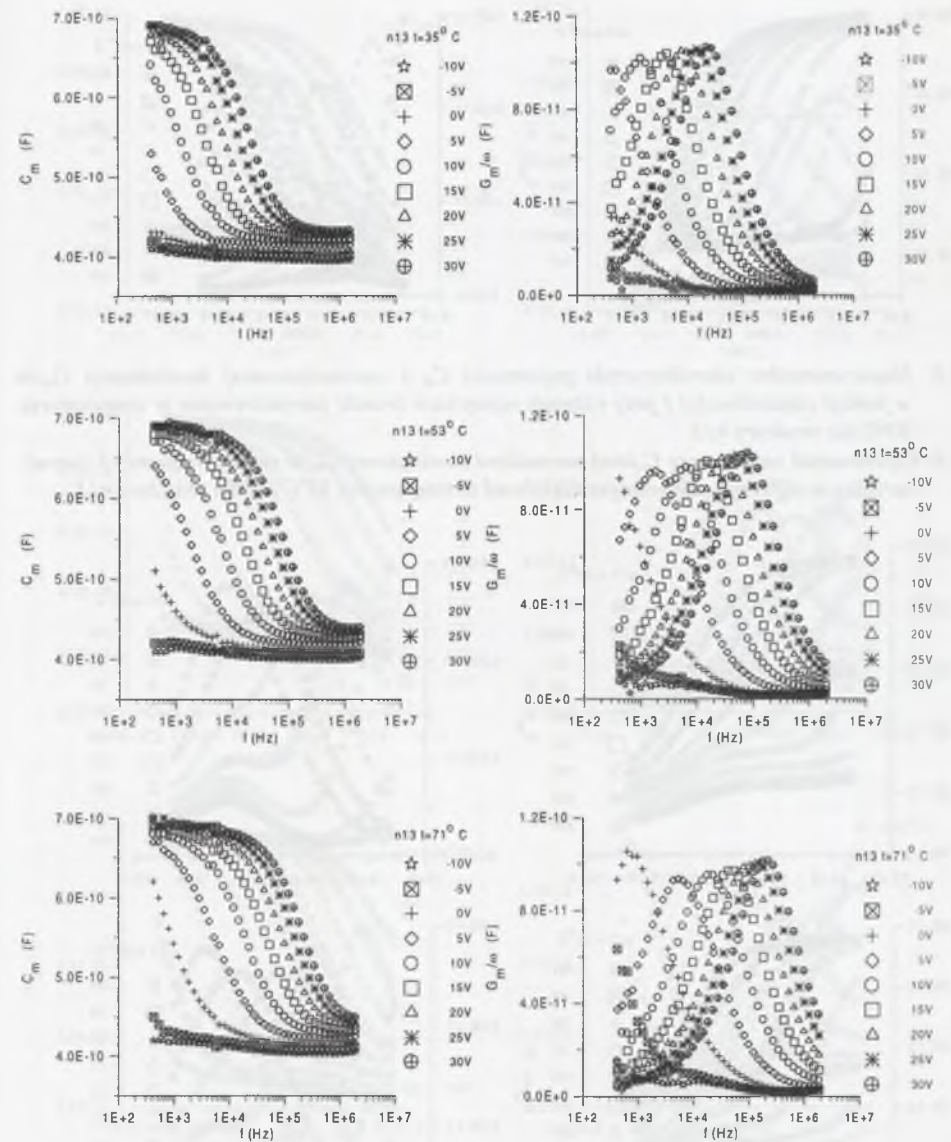 7.0E-10
6.0E-10
5.0E-10
4.0E-10
C_m (F)
1E+2 1E+3 1E+4 1E+5 1E+6 1E+7
f (Hz)
n13 t=35⁰ C
-10V
-5V
0V
5V
10V
15V
20V
25V
30V
1.2E-10
8.0E-11
4.0E-11
0.0E+0
G_m/ω (F)
1E+2 1E+3 1E+4 1E+5 1E+6 1E+7
f (Hz)
n13 t=35⁰ C
-10V
-5V
0V
5V
10V
15V
20V
25V
30V
7.0E-10
6.0E-10
5.0E-10
4.0E-10
C_m (F)
1E+2 1E+3 1E+4 1E+5 1E+6 1E+7
f (Hz)
n13 t=53⁰ C
-10V
-5V
0V
5V
10V
15V
20V
25V
30V
1.2E-10
8.0E-11
4.0E-11
0.0E+0
G_m/ω (F)
1E+2 1E+3 1E+4 1E+5 1E+6 1E+7
f (Hz)
n13 t=53⁰ C
-10V
-5V
0V
5V
10V
15V
20V
25V
30V
7.0E-10
6.0E-10
5.0E-10
4.0E-10
C_m (F)
1E+2 1E+3 1E+4 1E+5 1E+6 1E+7
f (Hz)
n13 t=71⁰ C
-10V
-5V
0V
5V
10V
15V
20V
25V
30V
1.2E-10
8.0E-11
4.0E-11
0.0E+0
G_m/ω (F)
1E+2 1E+3 1E+4 1E+5 1E+6 1E+7
f (Hz)
n13 t=71⁰ C
-10V
-5V
0V
5V
10V
15V
20V
25V
30V